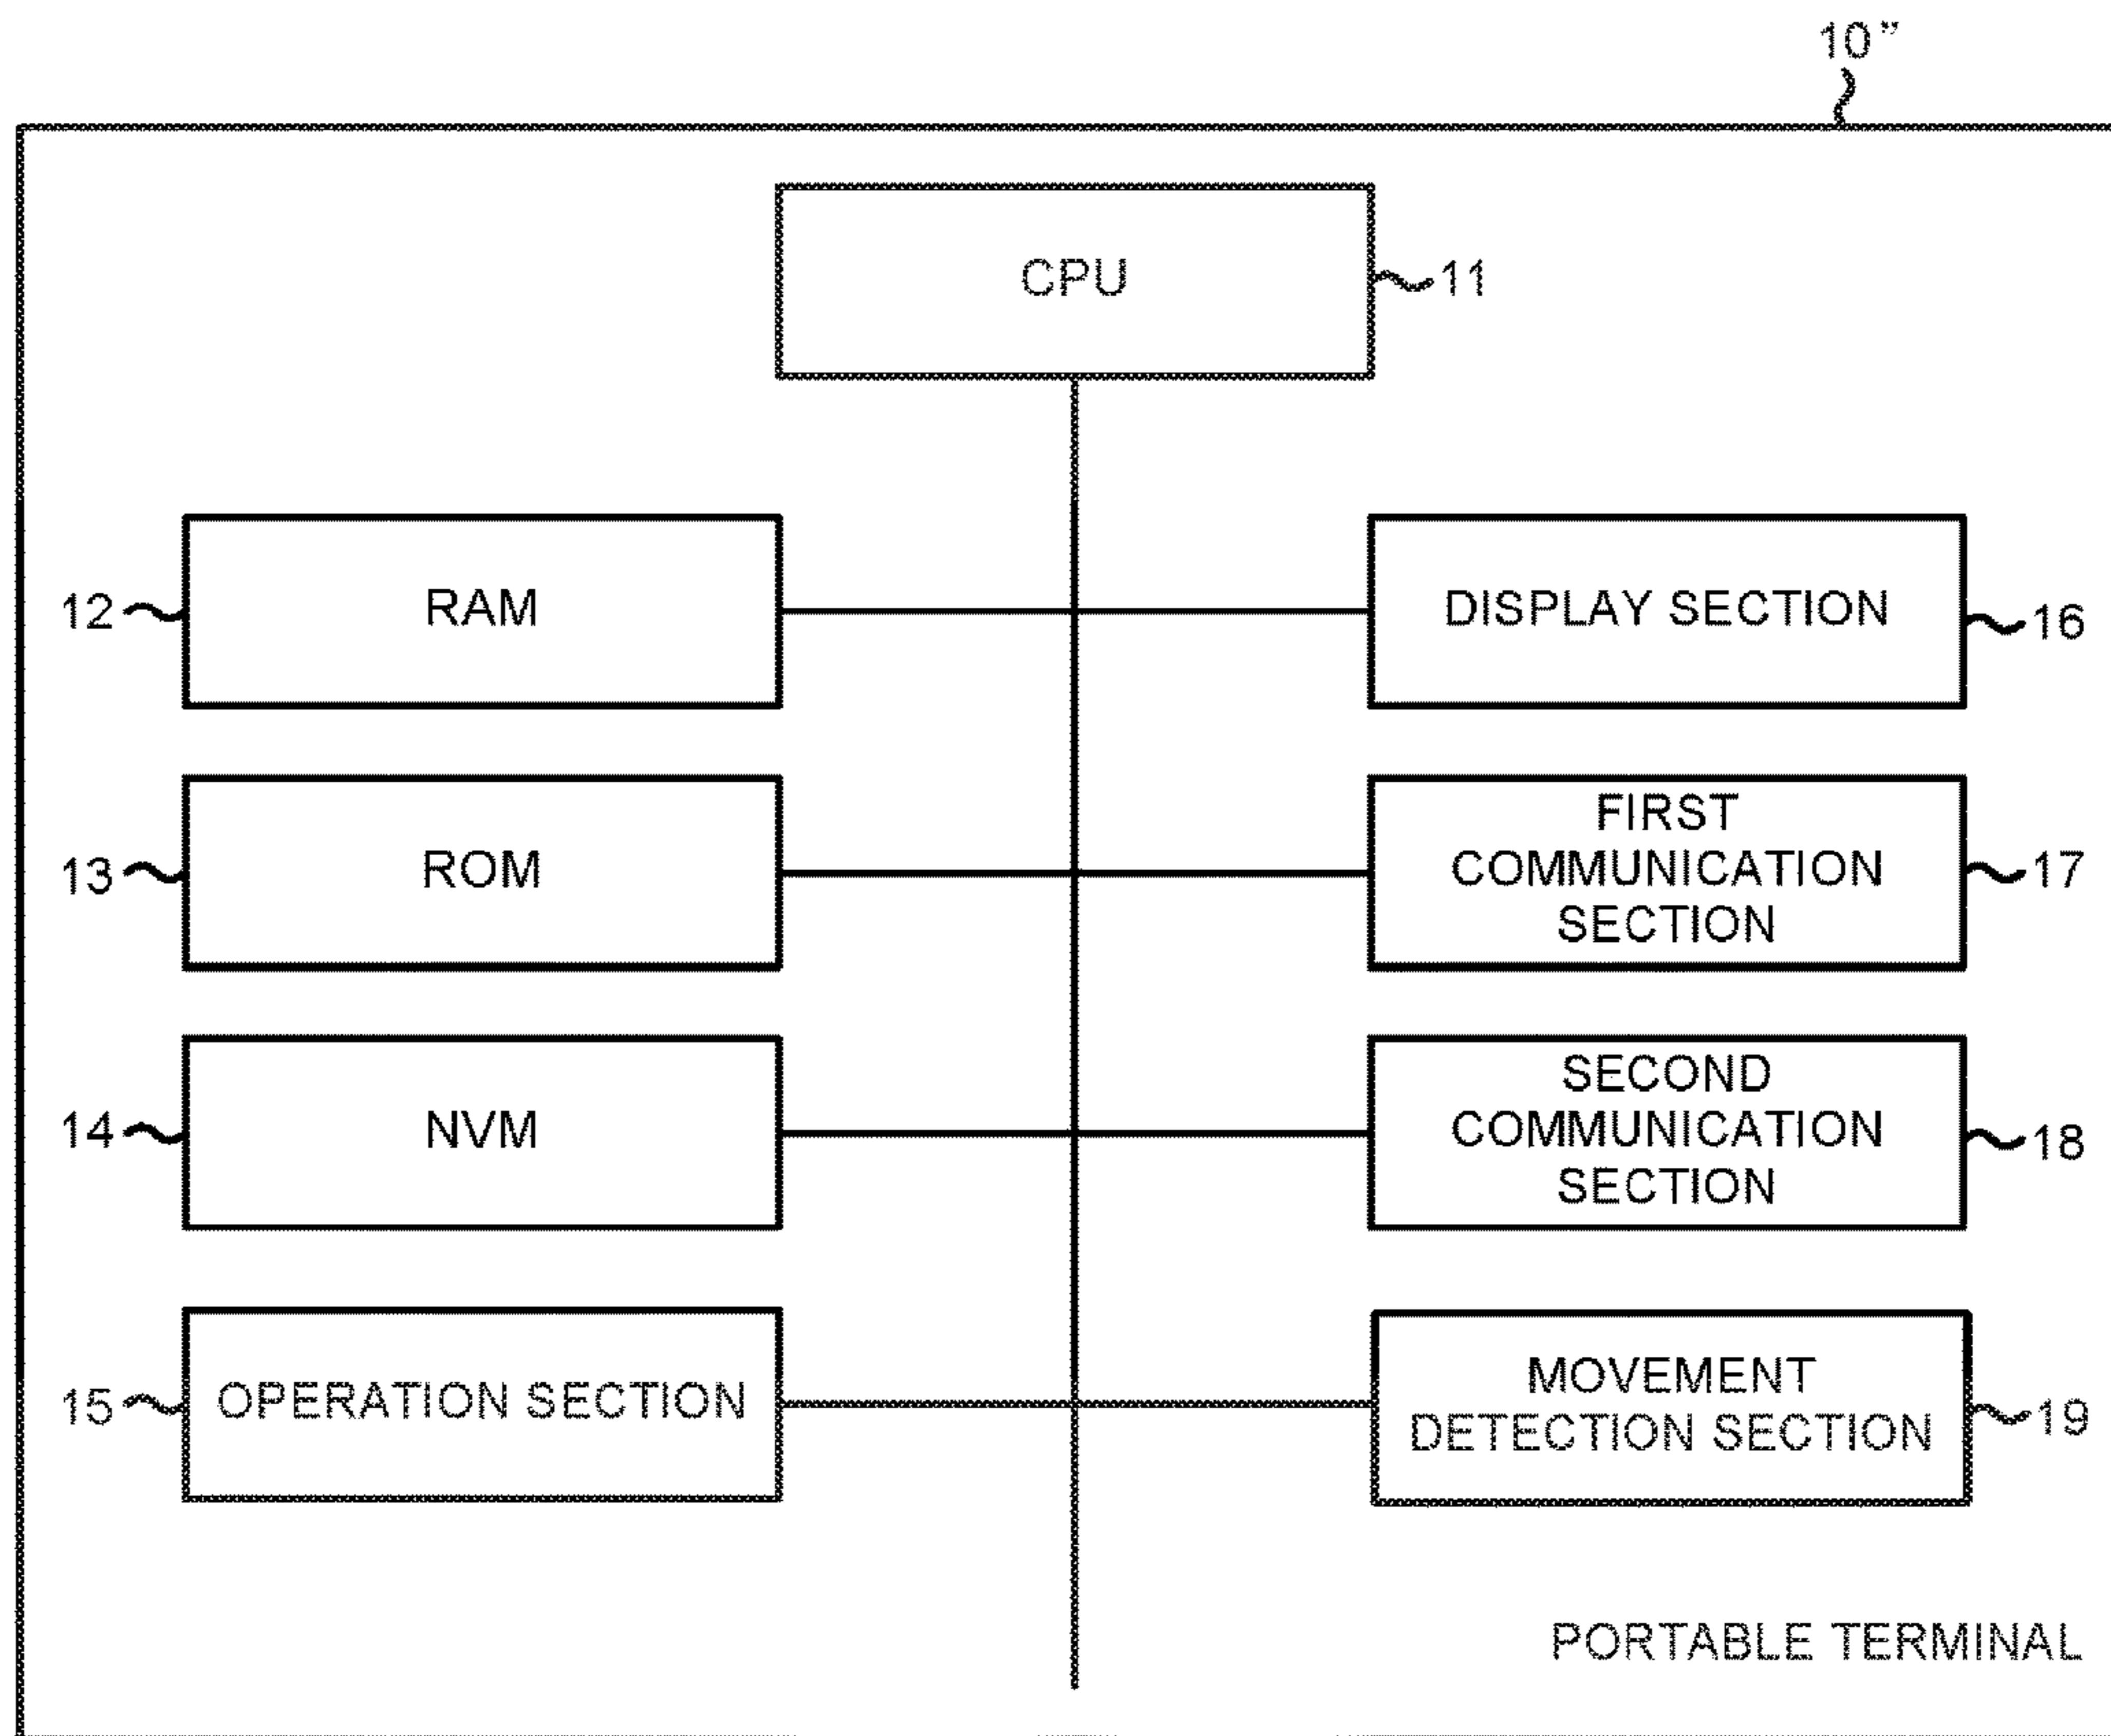 10”
CPU
11
12
RAM
DISPLAY SECTION
16
13
ROM
FIRST
COMMUNICATION
SECTION
17
14
NVM
SECOND
COMMUNICATION
SECTION
18
15
OPERATION SECTION
MOVEMENT
DETECTION SECTION
19
PORTABLE TERMINAL